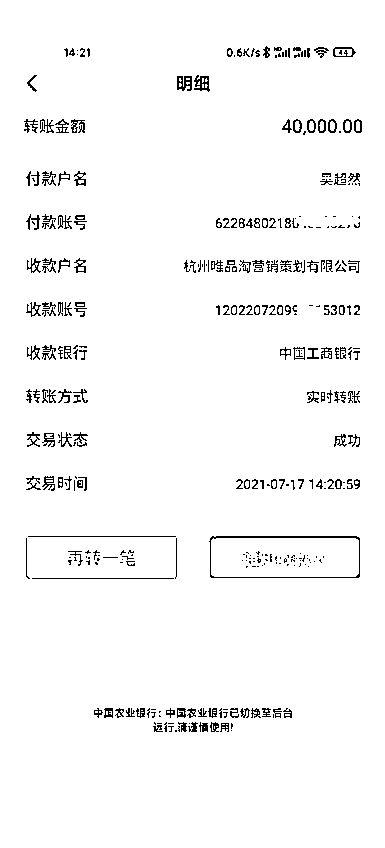 14:21 0.6K/s 44
明细
转账金额 40,000.00
付款户名 吴超然
付款账号 62284802180
收款户名 杭州唯品淘营销策划有限公司
收款账号 12022072099 53012
收款银行 中国工商银行
转账方式 实时转账
交易状态 成功
交易时间 2021-07-17 14:20:59
再转一笔
中国农业银行: 中国农业银行已切换至后台
运行,请谨慎使用!